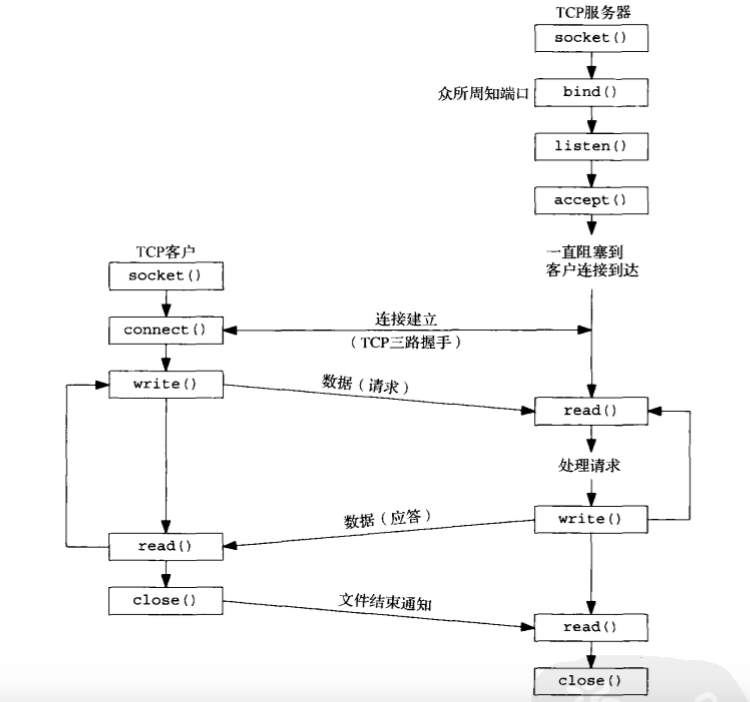 TCP服务器
socket()
众所周知端口
bind()
listen()
accept()
一直阻塞到
客户连接到达
TCP客户
socket()
connect()
连接建立
（TCP三路握手）
write()
数据（请求）
read()
处理请求
数据（应答）
write()
read()
close()
文件结束通知
read()
close()